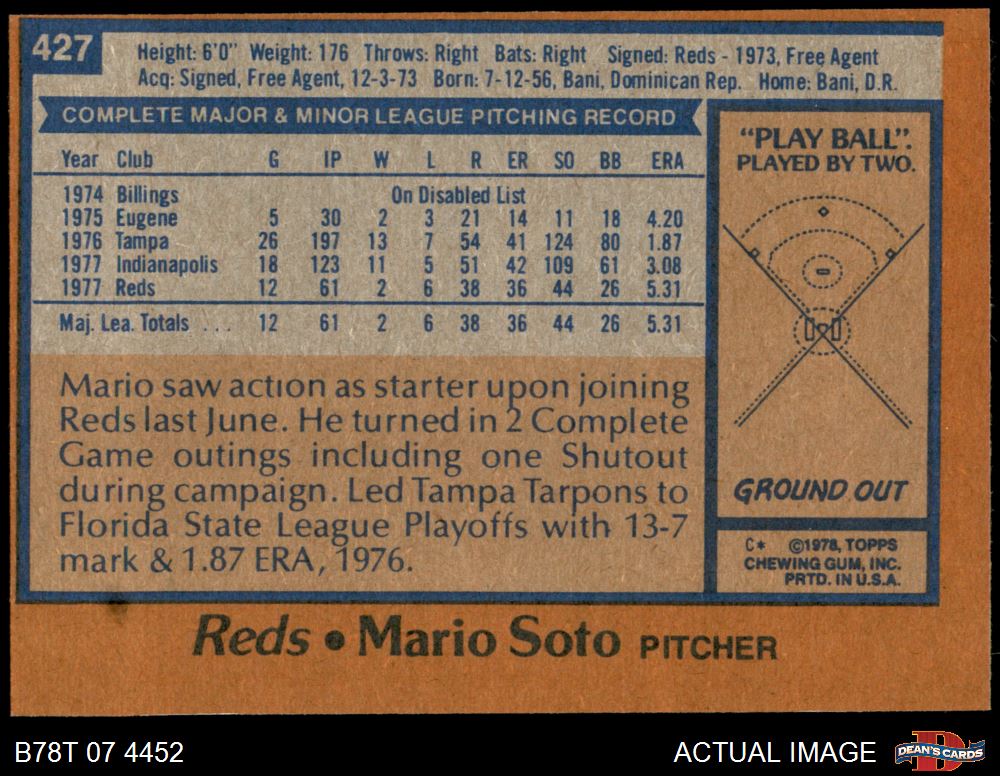 427
Height: 6'0" Weight: 176 Throws: Right Bats: Right Signed: Reds - 1973, Free Agent
Acq: Signed, Free Agent, 12-3-73 Born: 7-12-56, Bani, Dominican Rep. Home: Bani, D.R.
COMPLETE MAJOR & MINOR LEAGUE PITCHING RECORD
Year Club G IP W L R ER SO BB ERA
1974 Billings On Disabled List
1975 Eugene 5 30 2 3 21 14 11 18 4.20
1976 Tampa 26 197 13 7 54 41 124 80 1.87
1977 Indianapolis 18 123 11 5 51 42 109 61 3.08
1977 Reds 12 61 2 6 38 36 44 26 5.31
Maj. Lea. Totals ... 12 61 2 6 38 36 44 26 5.31
Mario saw action as starter upon joining
Reds last June. He turned in 2 Complete
Game outings including one Shutout
during campaign. Led Tampa Tarpons to
Florida State League Playoffs with 13-7
mark & 1.87 ERA, 1976.
"PLAY BALL".
PLAYED BY TWO.
GROUND OUT
C* ©1978, TOPPS
CHEWING GUM, INC.
PRTD. IN U.S.A.
Reds • Mario Soto PITCHER
B78T 07 4452
ACTUAL IMAGE
D
DEAN'S CARDS